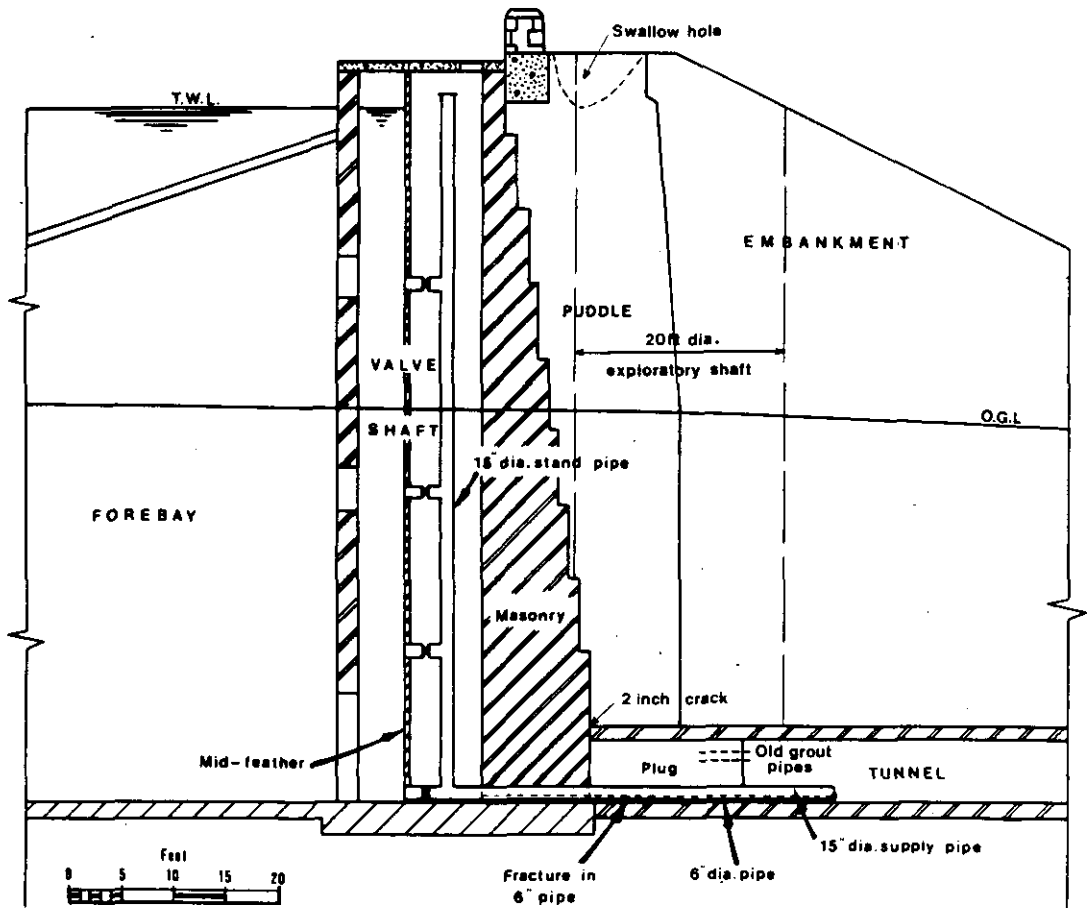 Swallow hole
T.W.L.
EMBANKMENT
PUDDLE
20ft dia.
exploratory shaft
VALVE
SHAFT
O.G.L
15" dia. stand pipe
FOREBAY
Masonry
2 inch crack
Mid-feather
Plug
Old grout
pipes
TUNNEL
15" dia. supply pipe
Feet
0 5 10 15 20
Fracture in
6" pipe
6" dia. pipe